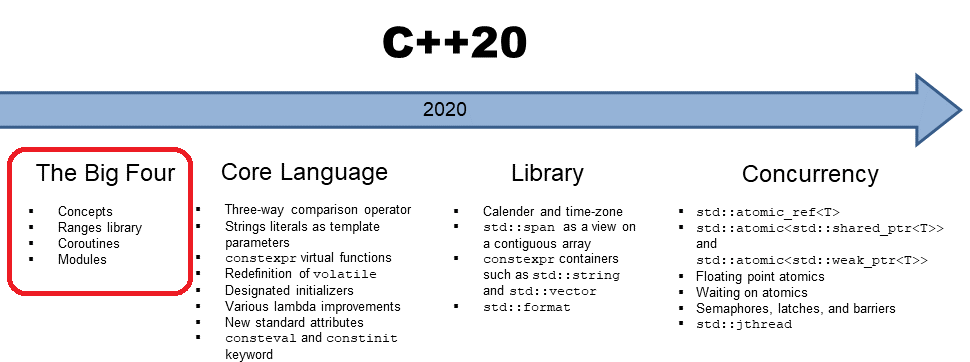 C++20
2020
The Big Four
Concepts
Ranges library
Coroutines
Modules
Core Language
Three-way comparison operator
Strings literals as template
parameters
constexpr virtual functions
Redefinition of volatile
Designated initializers
Various lambda improvements
New standard attributes
consteval and constinit
keyword
Library
Calender and time-zone
std::span as a view on
a contiguous array
constexpr containers
such as std::string
and std::vector
std::format
Concurrency
std::atomic_ref<T>
std::atomic<std::shared_ptr<T>>
and
std::atomic<std::weak_ptr<T>>
Floating point atomics
Waiting on atomics
Semaphores, latches, and barriers
std::jthread